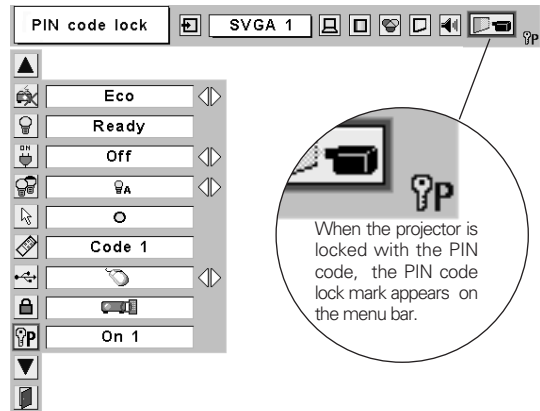 PIN code lock
SVGA 1
P
Eco
Ready
ON
Off
A
Code 1
P
On 1
P
When the projector is
locked with the PIN
code, the PIN code
lock mark appears on
the menu bar.